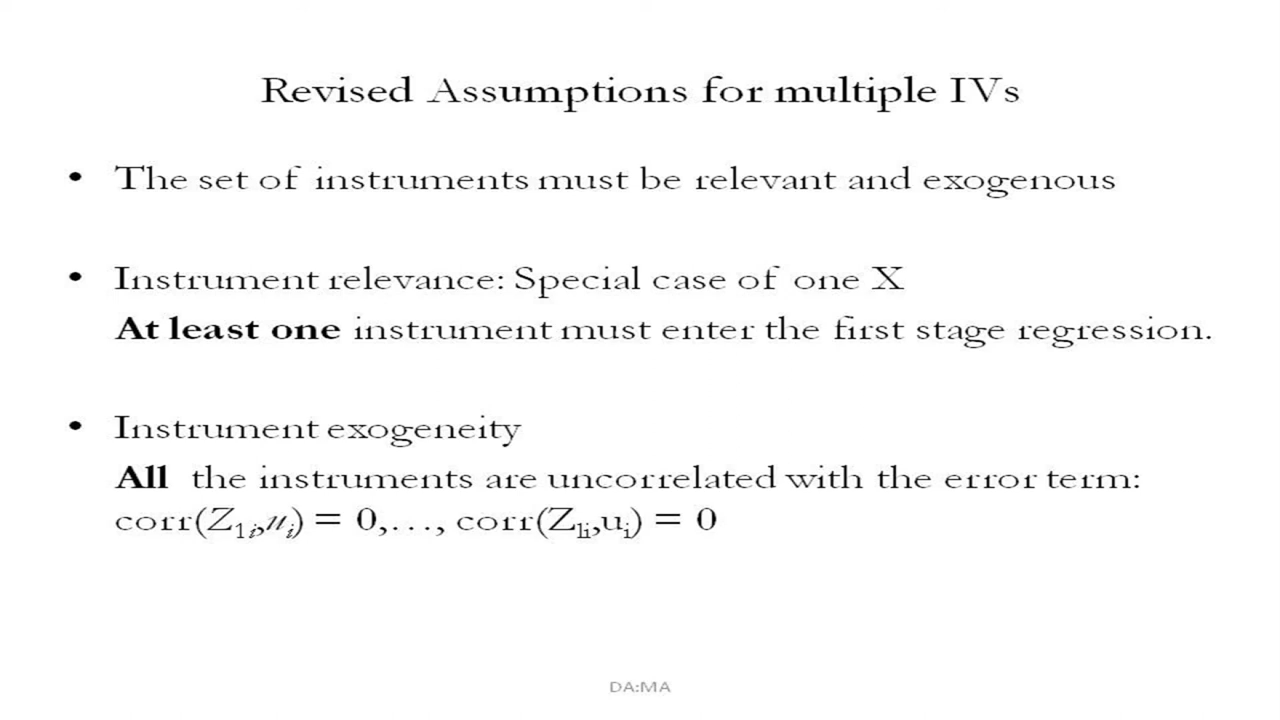 Revised Assumptions for multiple IVs
• The set of instruments must be relevant and exogenous
• Instrument relevance: Special case of one X
At least one instrument must enter the first stage regression.
• Instrument exogeneity
All the instruments are uncorrelated with the error term:
corr(Z₁ᵢ,uᵢ) = 0,…, corr(Zₗᵢ,uᵢ) = 0
DA:MA